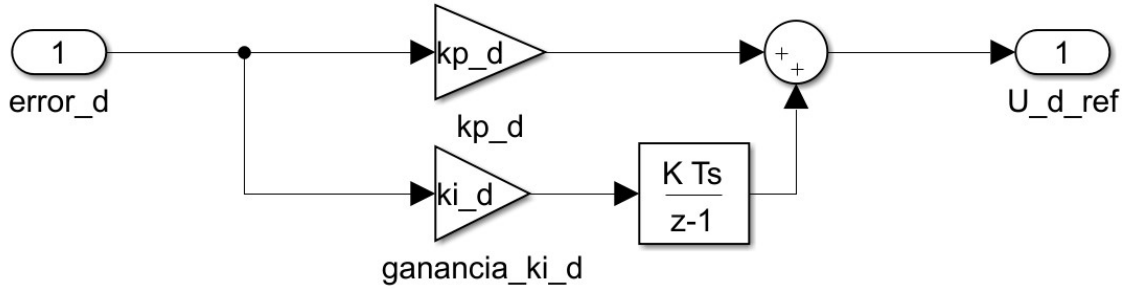 1
error_d
kp_d
kp_d
ki_d
ganancia_ki_d
K Ts
z-1
+
+
1
U_d_ref